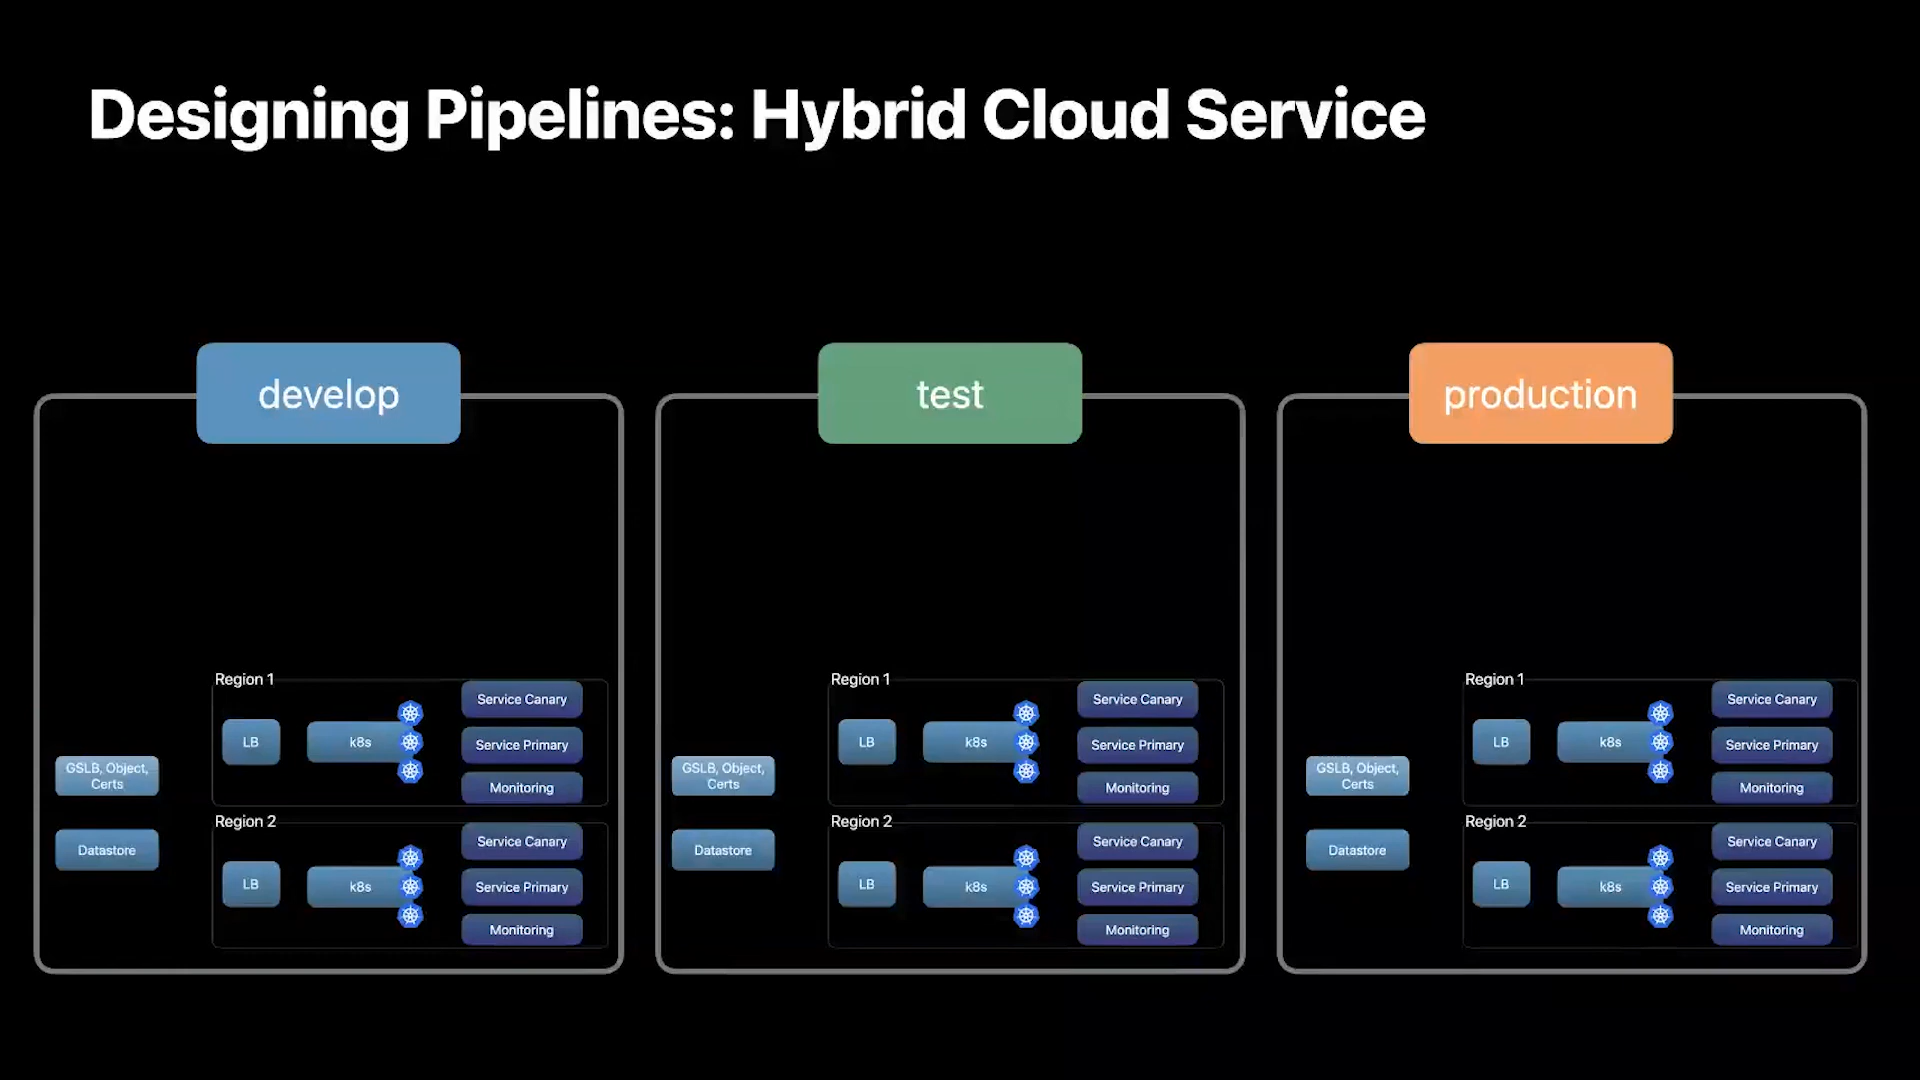 Designing Pipelines: Hybrid Cloud Service
develop
GSLB, Object,
Certs
Datastore
Region 1
LB
k8s
Service Canary
Service Primary
Monitoring
Region 2
LB
k8s
Service Canary
Service Primary
Monitoring
test
GSLB, Object,
Certs
Datastore
Region 1
LB
k8s
Service Canary
Service Primary
Monitoring
Region 2
LB
k8s
Service Canary
Service Primary
Monitoring
production
GSLB, Object,
Certs
Datastore
Region 1
LB
k8s
Service Canary
Service Primary
Monitoring
Region 2
LB
k8s
Service Canary
Service Primary
Monitoring